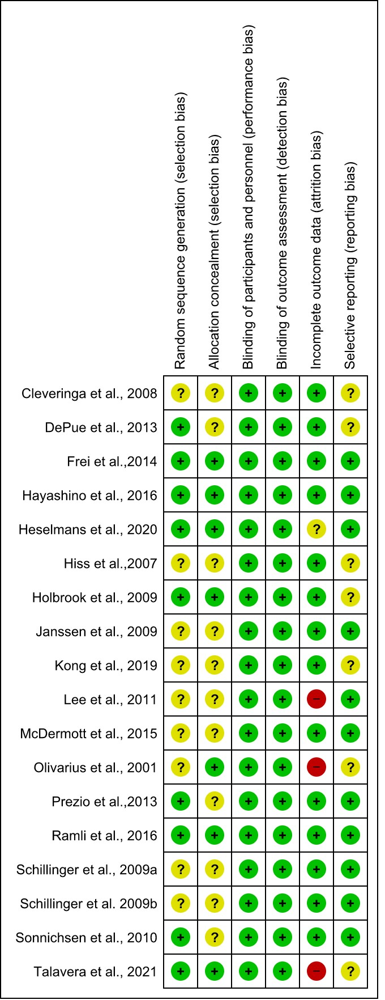 Random sequence generation (selection bias)
Allocation concealment (selection bias)
Blinding of participants and personnel (performance bias)
Blinding of outcome assessment (detection bias)
Incomplete outcome data (attrition bias)
Selective reporting (reporting bias)
Cleveringa et al., 2008 ? ? + + + ?
DePue et al., 2013 + ? + + + ?
Frei et al.,2014 + + + + + +
Hayashino et al., 2016 + + + + + +
Heselmans et al., 2020 + + + + ? +
Hiss et al.,2007 ? ? + + + ?
Holbrook et al., 2009 + + + + + ?
Janssen et al., 2009 ? ? + + + +
Kong et al., 2019 ? ? + + + ?
Lee et al., 2011 ? ? + + − +
McDermott et al., 2015 ? ? + + + +
Olivarius et al., 2001 ? + + + − ?
Prezio et al.,2013 + ? + + + +
Ramli et al., 2016 + + + + + +
Schillinger et al., 2009a ? ? + + + +
Schillinger et al. 2009b ? ? + + + +
Sonnichsen et al., 2010 + ? + + + +
Talavera et al., 2021 + + + + − ?